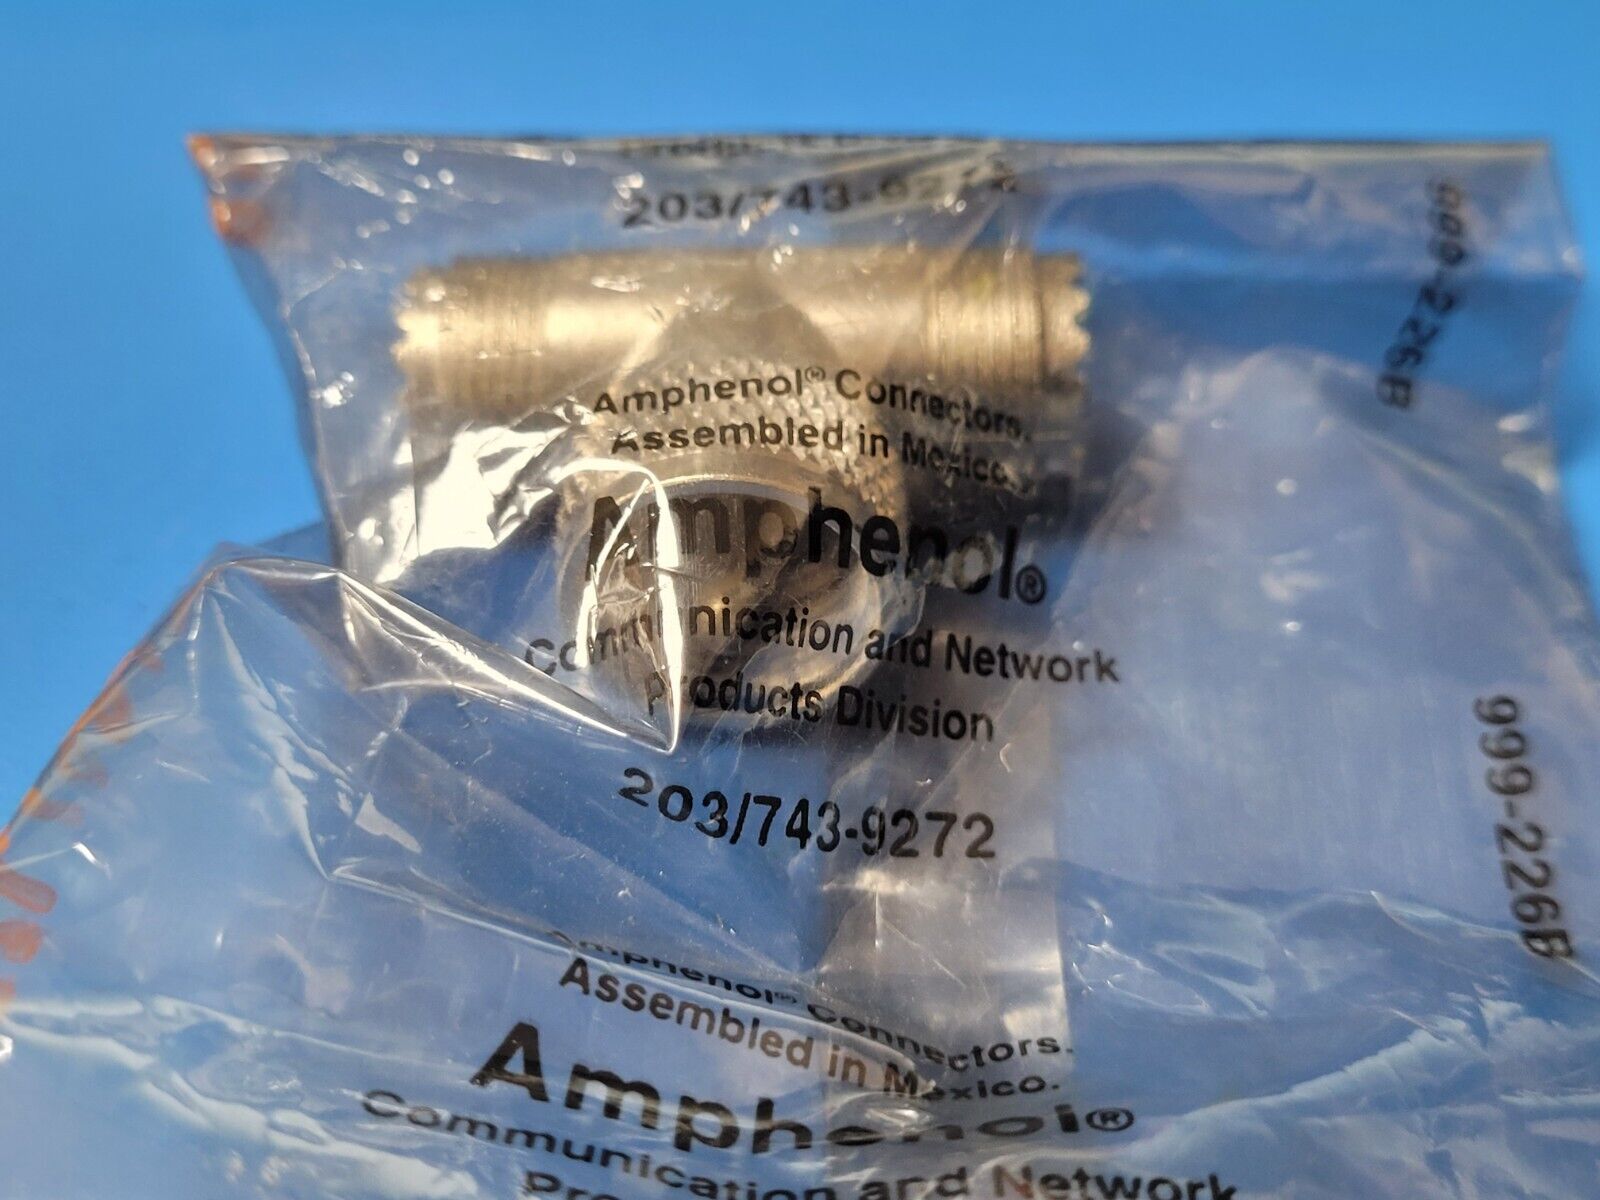 203/743-9272
999-226B
Amphenol® Connectors.
Assembled in Mexico.
Amphenol®
Communication and Network
Products Division
203/743-9272
999-226B
Amphenol® Connectors.
Assembled in Mexico.
Amphenol®
Communication and Network